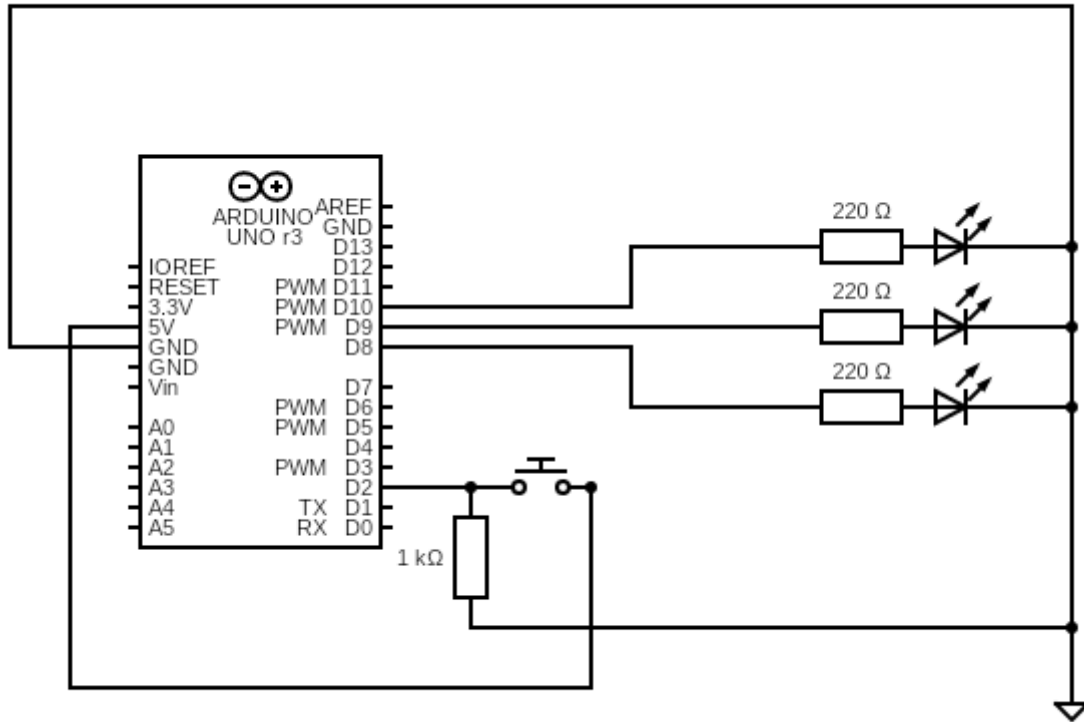 ARDUINO
UNO r3
AREF
GND
D13
IOREF
D12
RESET
PWM D11
3.3V
PWM D10
5V
PWM D9
GND
D8
GND
Vin
D7
PWM D6
A0
PWM D5
A1
D4
A2
PWM D3
A3
D2
A4
TX D1
A5
RX D0
220 Ω
220 Ω
220 Ω
1 kΩ